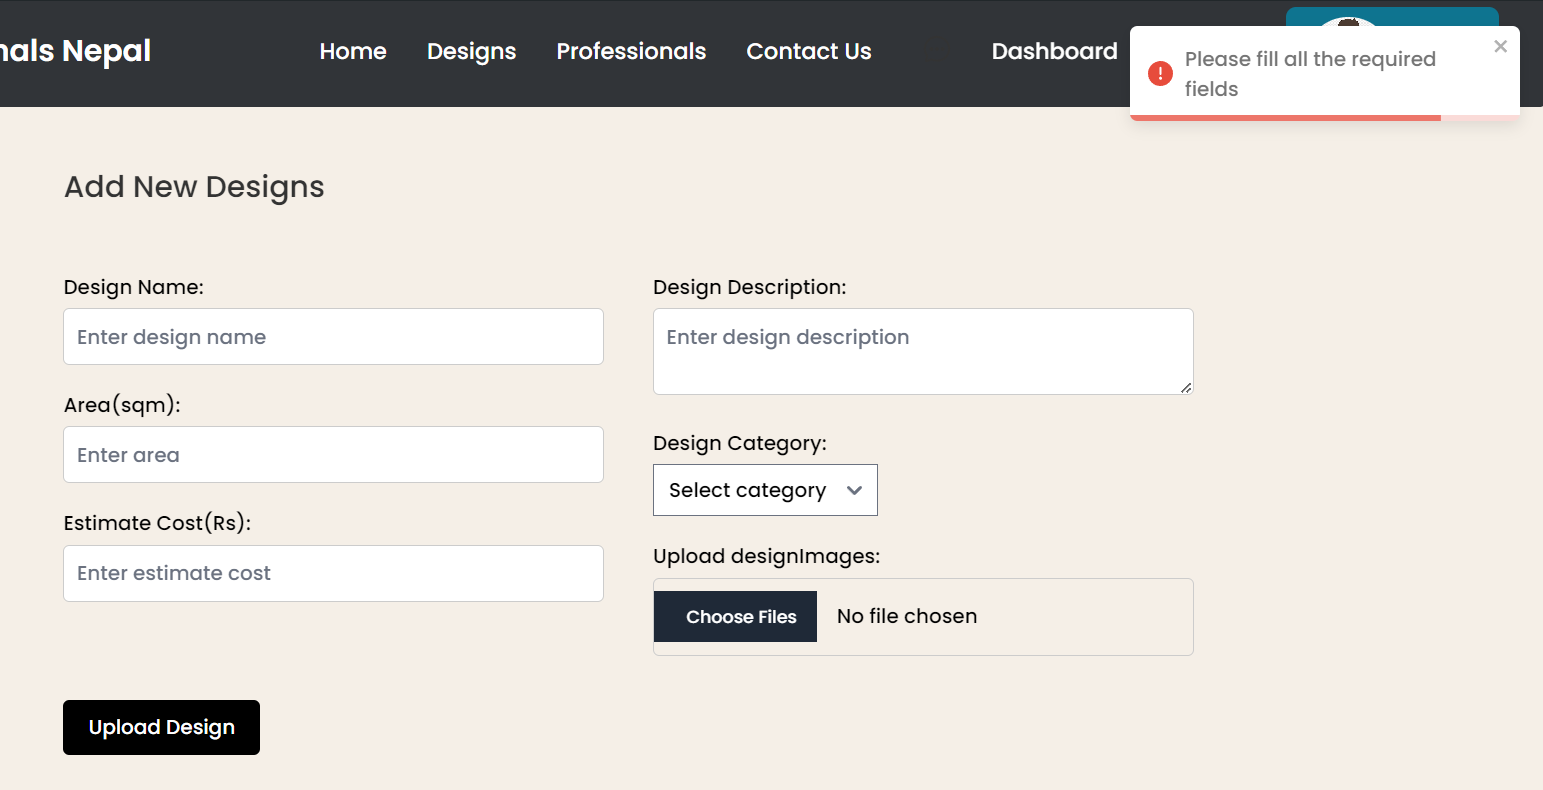 Nepal
Home
Designs
Professionals
Contact Us
Dashboard
Please fill all the required
fields
Add New Designs
Design Name:
Enter design name
Area(sqm):
Enter area
Estimate Cost(Rs):
Enter estimate cost
Design Description:
Enter design description
Design Category:
Select category
Upload designImages:
Choose Files
No file chosen
Upload Design